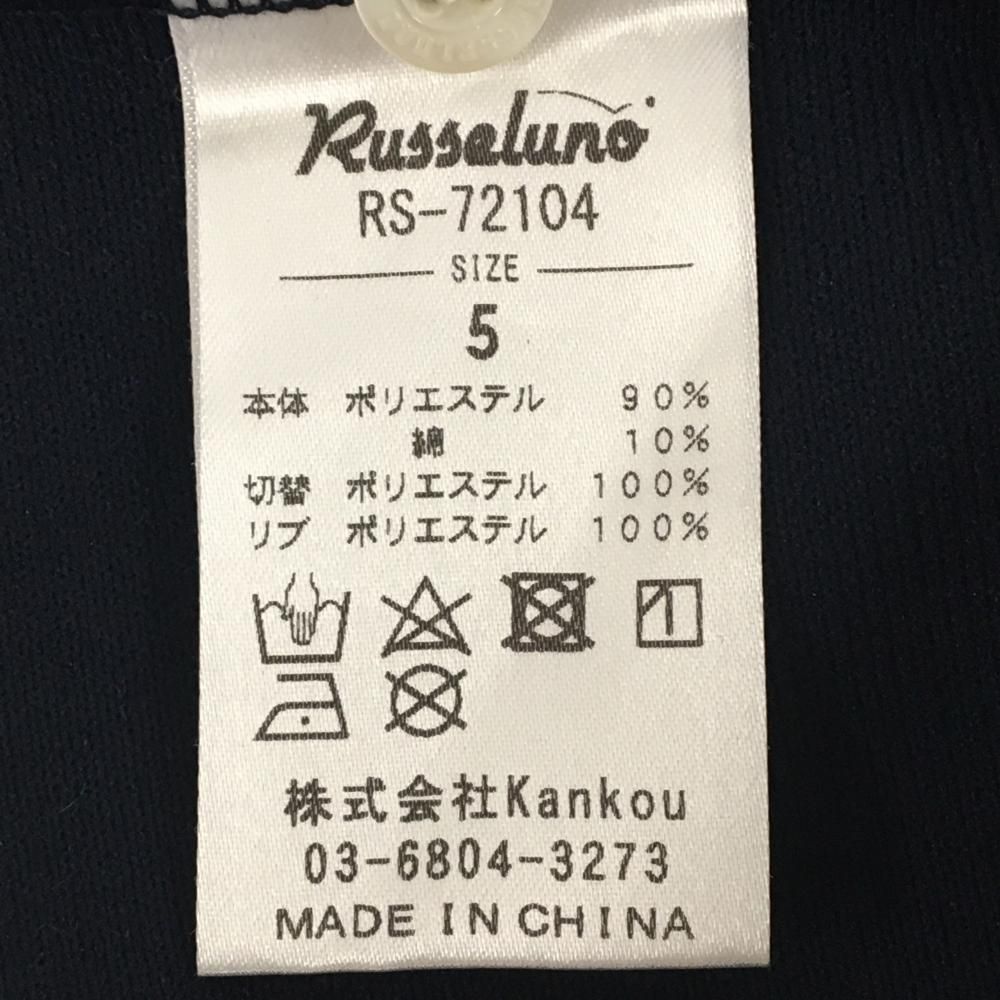 Russeluno
RS-72104
SIZE
5
本体 ポリエステル 90%
綿 10%
切替 ポリエステル 100%
リブ ポリエステル 100%
株式会社Kankou
03-6804-3273
MADE IN CHINA